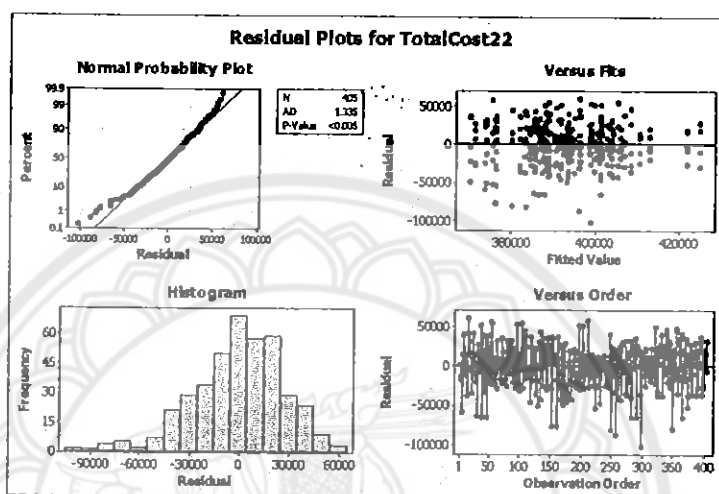 Residual Plots for TotalCost22
Normal Probability Plot
99.9
99
90
50
10
1
0.1
Percent
-100000 -50000 0 50000 100000
Residual
N 405
AD 1.335
P-Value <0.005
Versus Fits
50000
0
-50000
-100000
Residual
380000 400000 420000
Fitted Value
Histogram
60
45
30
15
0
Frequency
-90000 -60000 -30000 0 30000 60000
Residual
Versus Order
50000
0
-50000
-100000
Residual
1 50 100 150 200 250 300 350 400
Observation Order